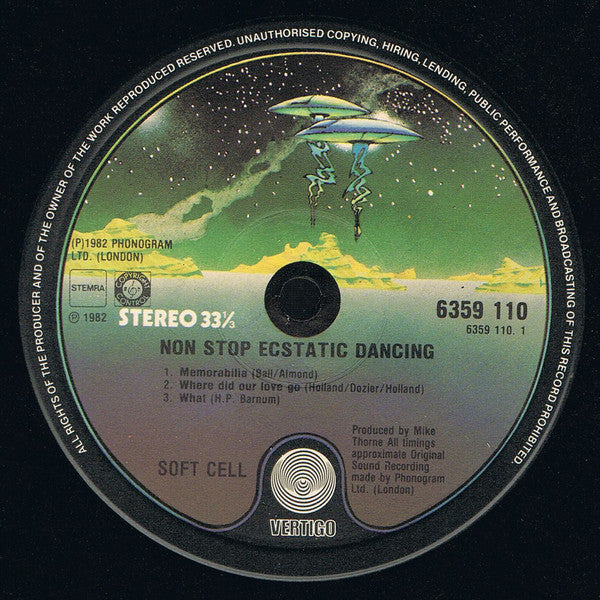 ALL RIGHTS OF THE PRODUCER AND OF THE OWNER OF THE WORK REPRODUCED RESERVED. UNAUTHORISED COPYING, HIRING, LENDING, PUBLIC PERFORMANCE AND BROADCASTING OF THIS RECORD PROHIBITED.
(P)1982 PHONOGRAM
LTD. (LONDON)
STEMRA
COPYRIGHT
CONTROL
℗ 1982
STEREO 33⅓
6359 110
6359 110. 1
NON STOP ECSTATIC DANCING
1. Memorabilia (Ball/Almond)
2. Where did our love go (Holland/Dozier/Holland)
3. What (H.P. Barnum)
SOFT CELL
Produced by Mike
Thorne All timings
approximate Original
Sound Recording
made by Phonogram
Ltd. (London)
VERTIGO